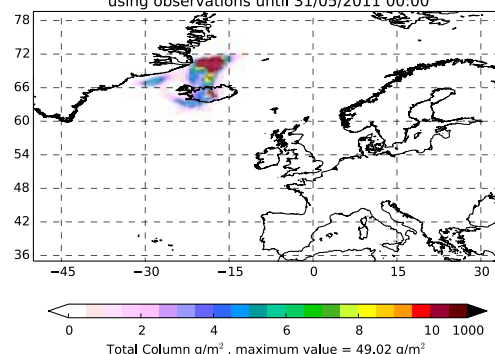 using observations until 31/05/2011 00:00
78
72
66
60
54
48
42
36
−45 −30 −15 0 15 30
0 2 4 6 8 10 1000
Total Column g/m² , maximum value = 49.02 g/m²